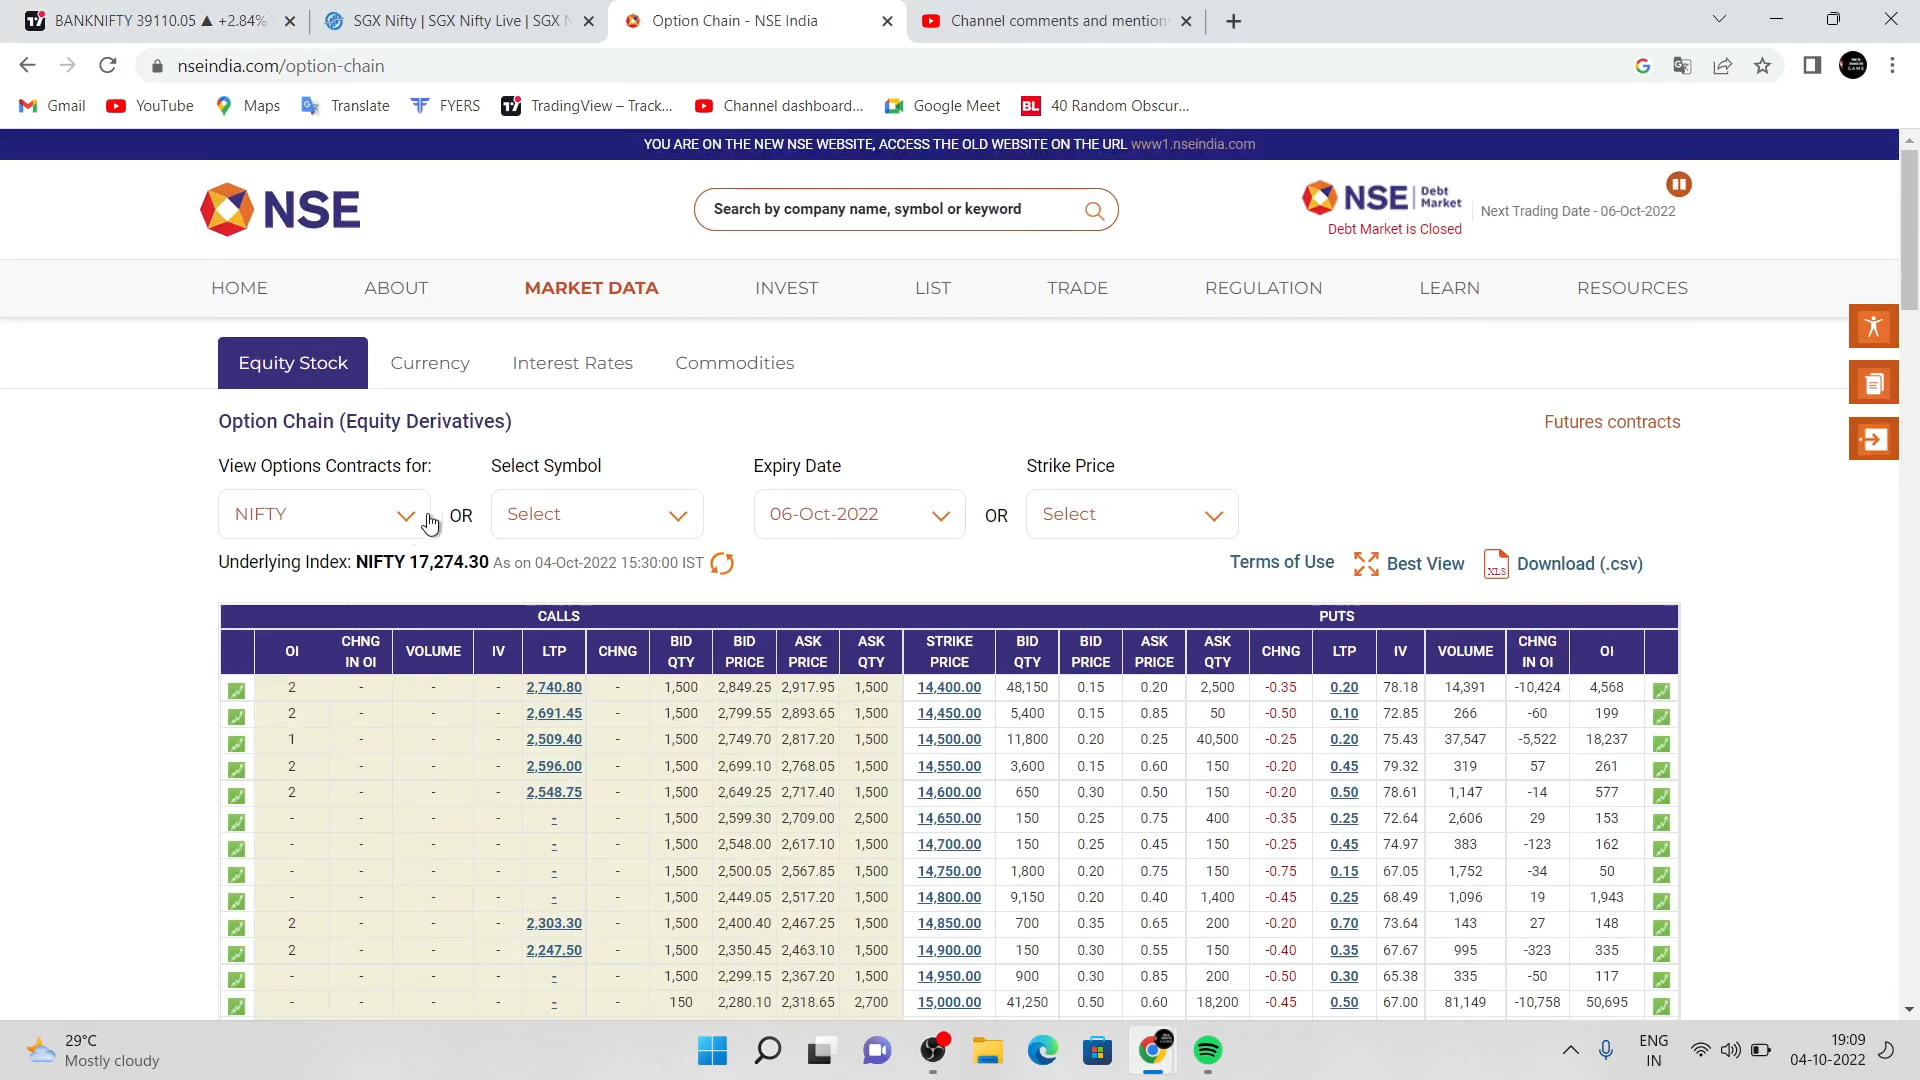 BANKNIFTY 39110.05 ▲ +2.84%
SGX Nifty | SGX Nifty Live | SGX
Option Chain - NSE India
Channel comments and mention
nseindia.com/option-chain
Gmail YouTube Maps Translate FYERS TradingView – Track... Channel dashboard... Google Meet BL 40 Random Obscur...
YOU ARE ON THE NEW NSE WEBSITE, ACCESS THE OLD WEBSITE ON THE URL www1.nseindia.com
NSE
Search by company name, symbol or keyword
NSE Debt Market
Debt Market is Closed
Next Trading Date - 06-Oct-2022
HOME ABOUT MARKET DATA INVEST LIST TRADE REGULATION LEARN RESOURCES
Equity Stock Currency Interest Rates Commodities
Option Chain (Equity Derivatives) Futures contracts
View Options Contracts for: Select Symbol Expiry Date Strike Price
NIFTY OR Select 06-Oct-2022 OR Select
Underlying Index: NIFTY 17,274.30 As on 04-Oct-2022 15:30:00 IST Terms of Use Best View XLS Download (.csv)
CALLS PUTS
OI CHNG IN OI VOLUME IV LTP CHNG BID QTY BID PRICE ASK PRICE ASK QTY STRIKE PRICE BID QTY BID PRICE ASK PRICE ASK QTY CHNG LTP IV VOLUME CHNG IN OI OI
2 - - - 2,740.80 - 1,500 2,849.25 2,917.95 1,500 14,400.00 48,150 0.15 0.20 2,500 -0.35 0.20 78.18 14,391 -10,424 4,568
2 - - - 2,691.45 - 1,500 2,799.55 2,893.65 1,500 14,450.00 5,400 0.15 0.85 50 -0.50 0.10 72.85 266 -60 199
1 - - - 2,509.40 - 1,500 2,749.70 2,817.20 1,500 14,500.00 11,800 0.20 0.25 40,500 -0.25 0.20 75.43 37,547 -5,522 18,237
2 - - - 2,596.00 - 1,500 2,699.10 2,768.05 1,500 14,550.00 3,600 0.15 0.60 150 -0.20 0.45 79.32 319 57 261
2 - - - 2,548.75 - 1,500 2,649.25 2,717.40 1,500 14,600.00 650 0.30 0.50 150 -0.20 0.50 78.61 1,147 -14 577
- - - - - - 1,500 2,599.30 2,709.00 2,500 14,650.00 150 0.25 0.75 400 -0.35 0.25 72.64 2,606 29 153
- - - - - - 1,500 2,548.00 2,617.10 1,500 14,700.00 150 0.25 0.45 150 -0.25 0.45 74.97 383 -123 162
- - - - - - 1,500 2,500.05 2,567.85 1,500 14,750.00 1,800 0.20 0.75 150 -0.75 0.15 67.05 1,752 -34 50
- - - - - - 1,500 2,449.05 2,517.20 1,500 14,800.00 9,150 0.20 0.40 1,400 -0.45 0.25 68.49 1,096 19 1,943
2 - - - 2,303.30 - 1,500 2,400.40 2,467.25 1,500 14,850.00 700 0.35 0.65 200 -0.20 0.70 73.64 143 27 148
2 - - - 2,247.50 - 1,500 2,350.45 2,463.10 1,500 14,900.00 150 0.30 0.55 150 -0.40 0.35 67.67 995 -323 335
- - - - - - 1,500 2,299.15 2,367.20 1,500 14,950.00 900 0.30 0.85 200 -0.50 0.30 65.38 335 -50 117
- - - - - - 150 2,280.10 2,318.65 2,700 15,000.00 41,250 0.50 0.60 18,200 -0.45 0.50 67.00 81,149 -10,758 50,695
29°C
Mostly cloudy
ENG
IN
19:09
04-10-2022